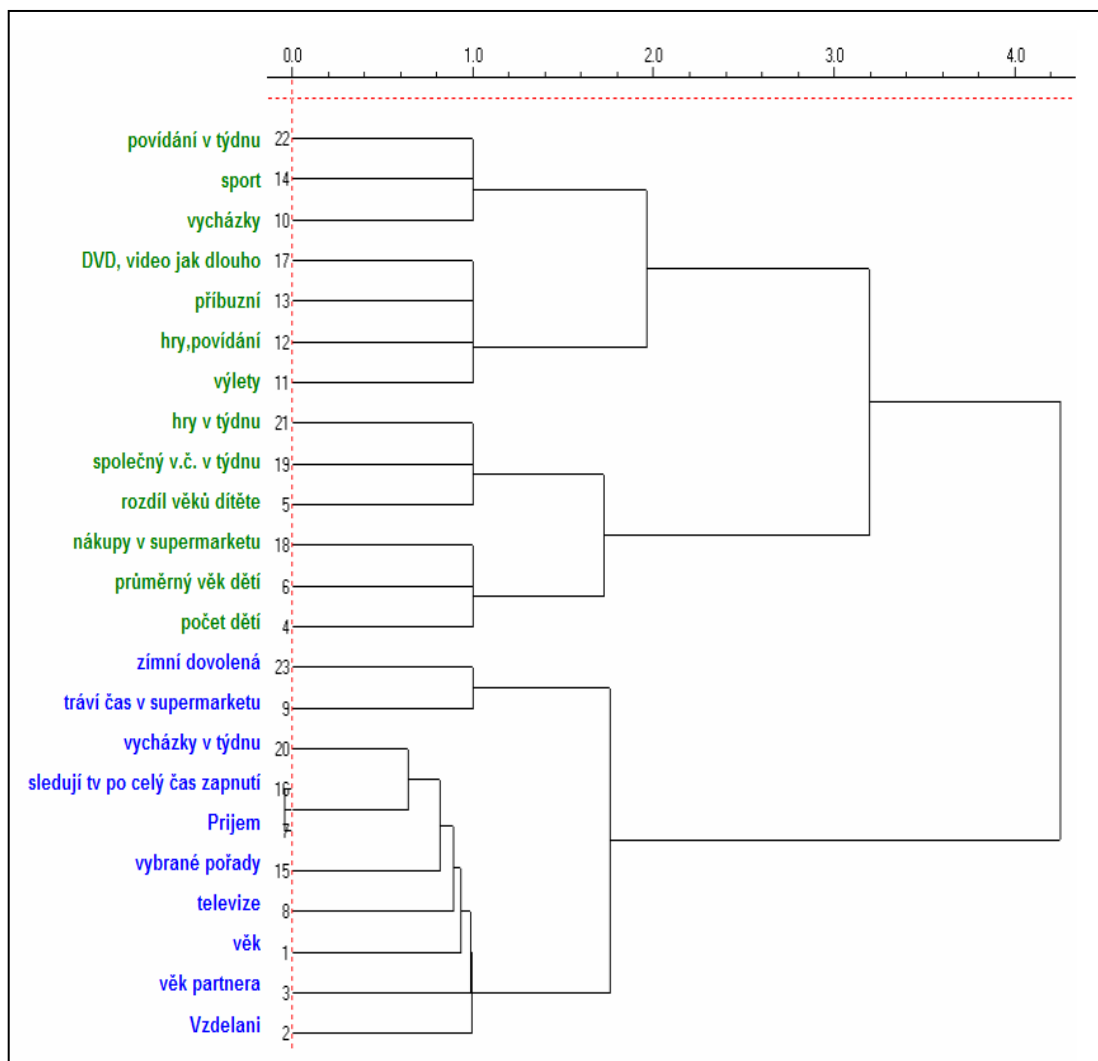 0.0 1.0 2.0 3.0 4.0
povídání v týdnu 22
sport 14
vycházky 10
DVD, video jak dlouho 17
příbuzní 13
hry,povídání 12
výlety 11
hry v týdnu 21
společný v.č. v týdnu 19
rozdíl věků dítěte 5
nákupy v supermarketu 18
průměrný věk dětí 6
počet dětí 4
zímní dovolená 23
tráví čas v supermarketu 9
vycházky v týdnu 20
sledují tv po celý čas zapnutí 16
Prijem 7
vybrané pořady 15
televize 8
věk 1
věk partnera 3
Vzdelani 2